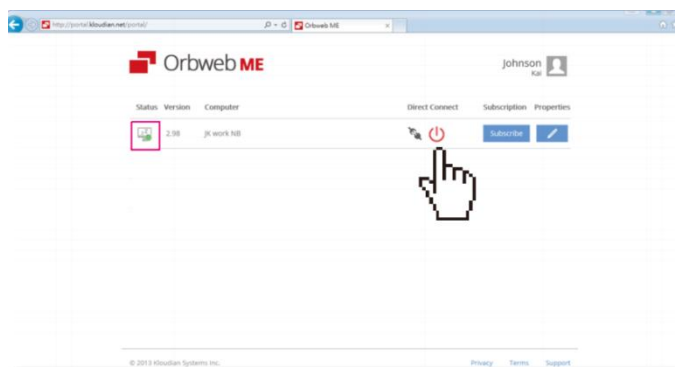 http://portal.kloudian.net/portal/
Orbweb ME
Orbweb ME
Johnson
Kai
Status Version Computer Direct Connect Subscription Properties
2.98 JK work NB Subscribe
© 2013 Kloudian Systems Inc. Privacy Terms Support